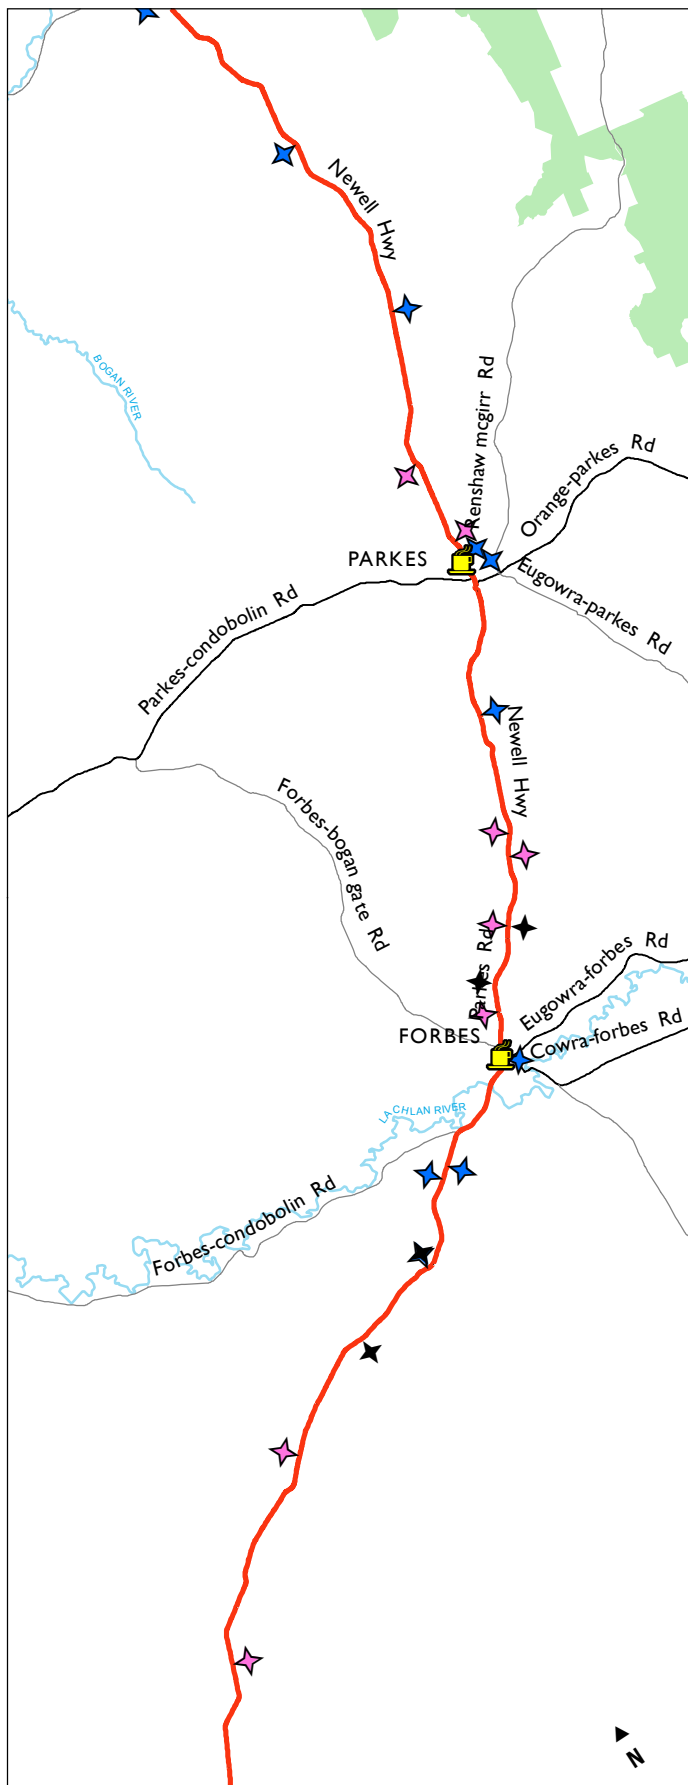 Newell Hwy
BOGAN RIVER
Renshaw mcgirr Rd
Orange-parkes Rd
PARKES
Eugowra-parkes Rd
Parkes-condobolin Rd
Newell Hwy
Forbes-bogan gate Rd
Parkes Rd
Eugowra-forbes Rd
FORBES
Cowra-forbes Rd
LACHLAN RIVER
Forbes-condobolin Rd
N